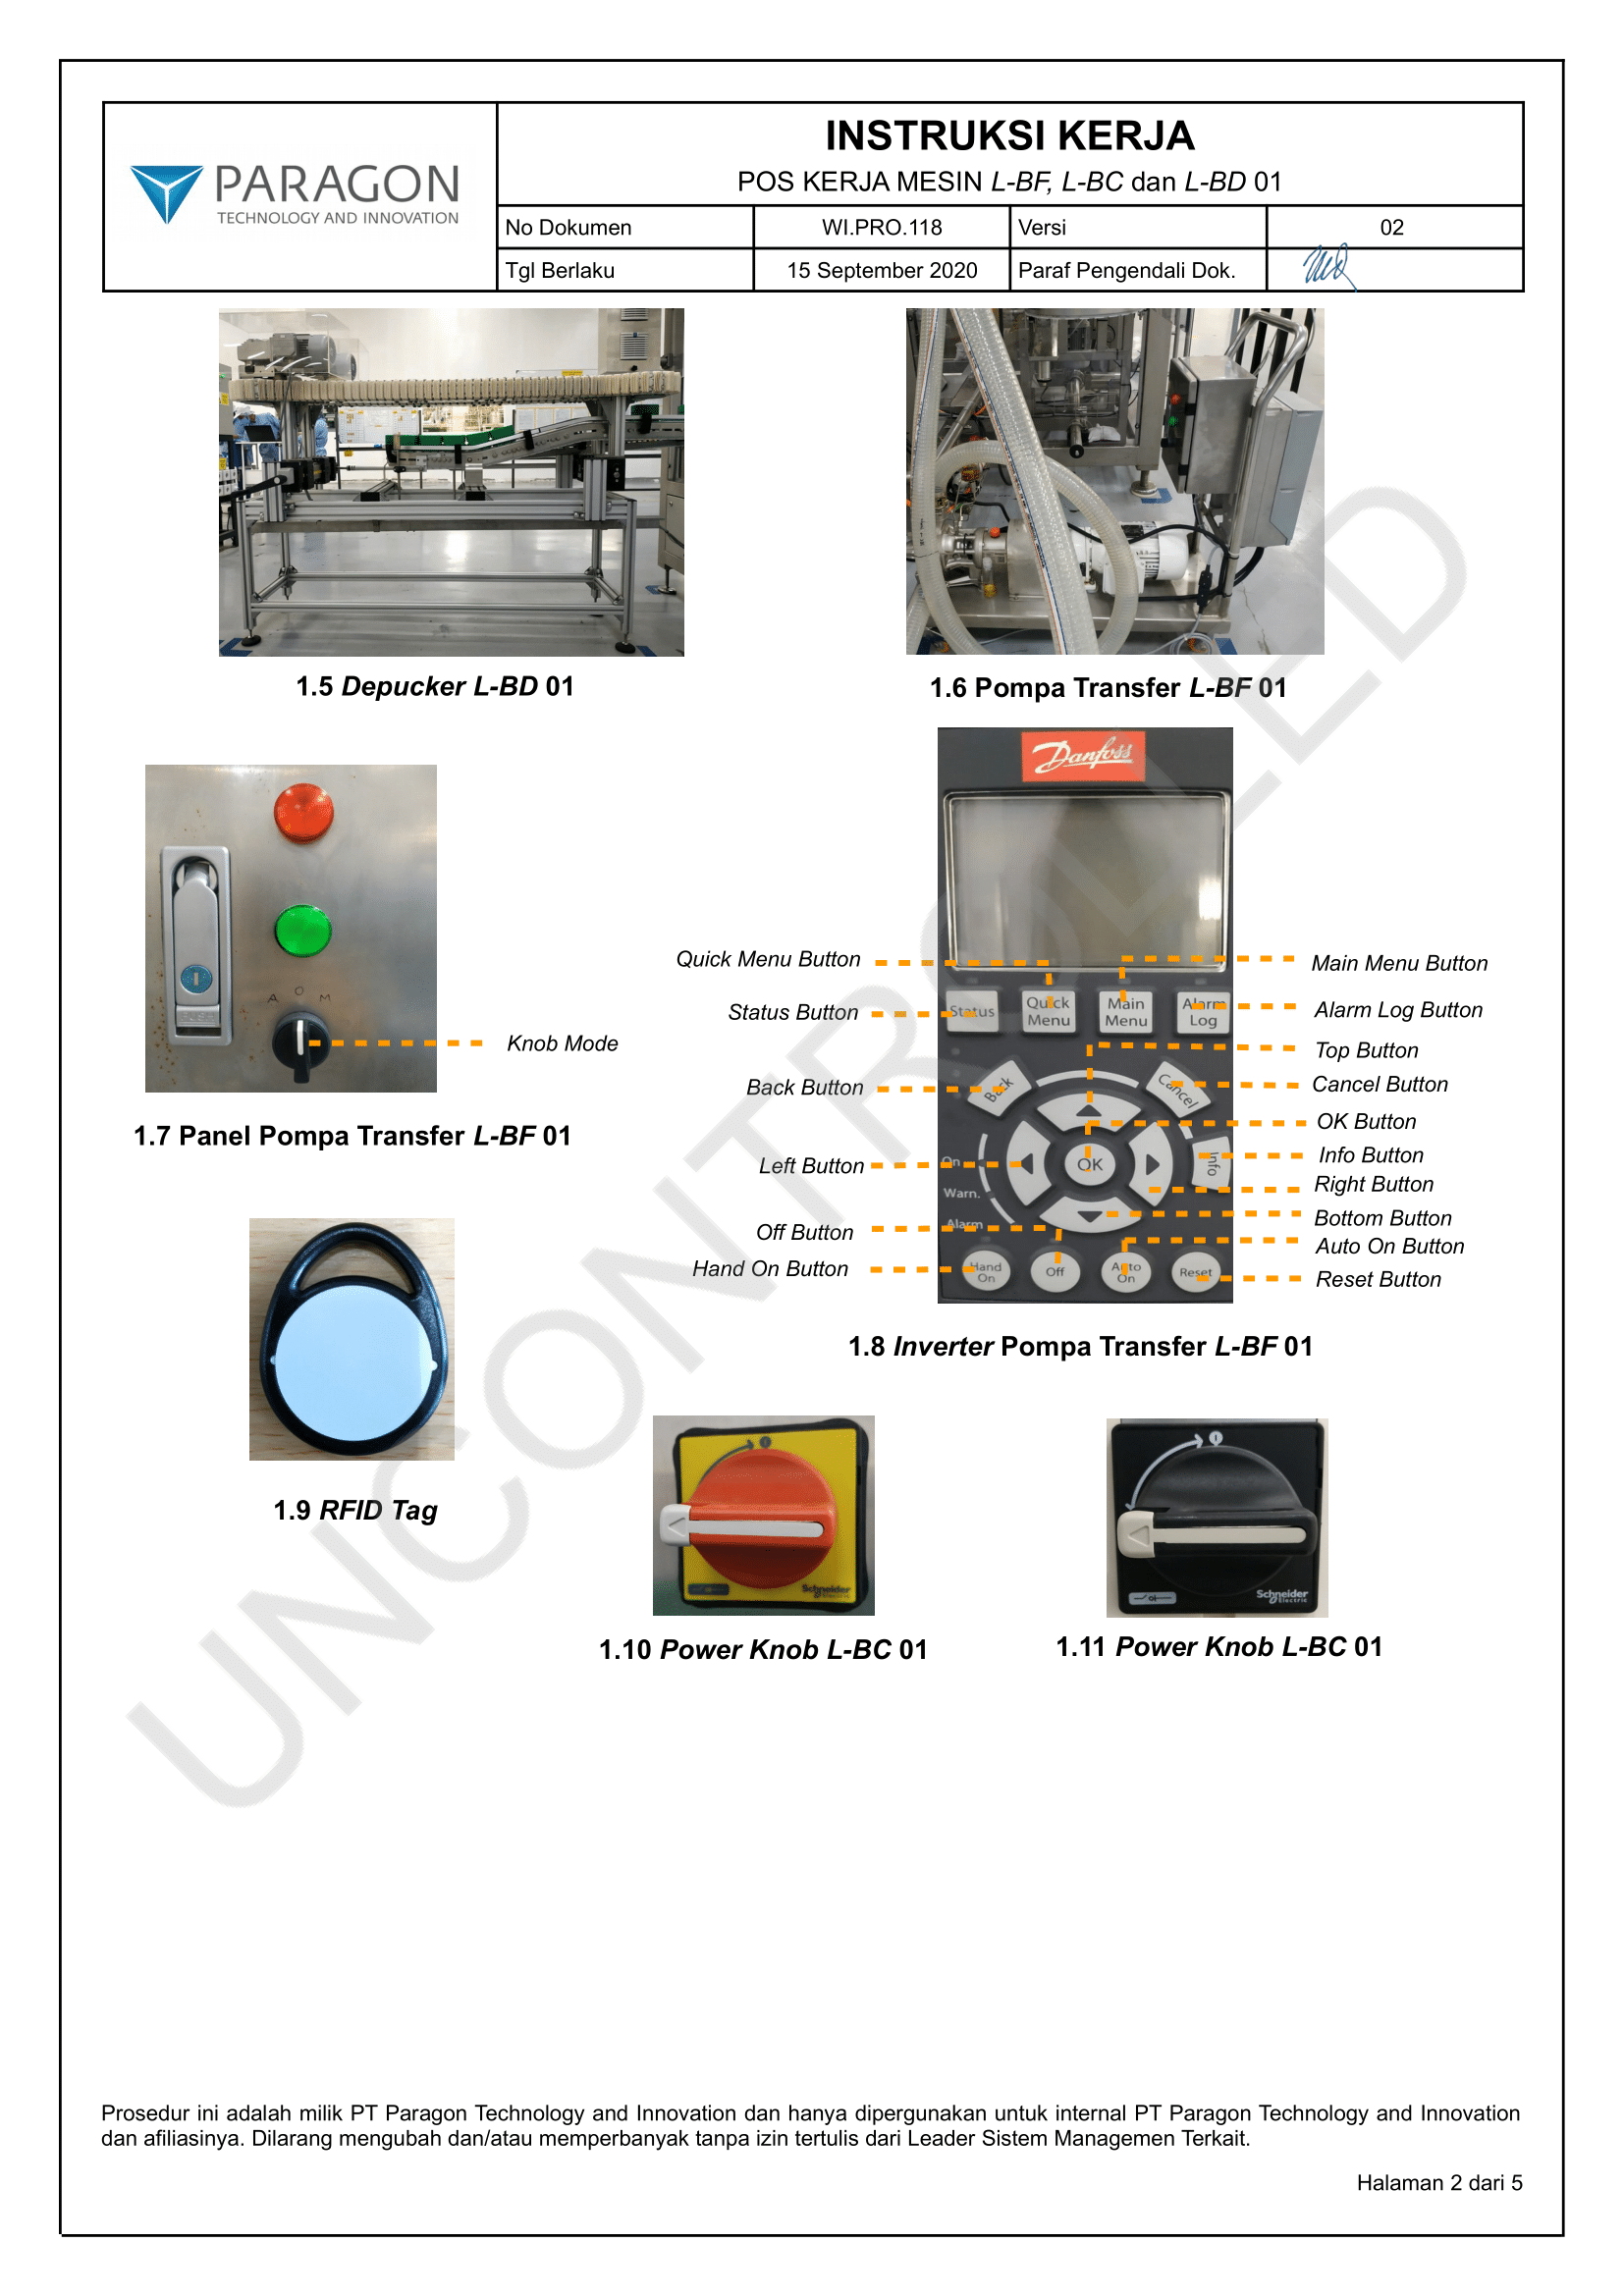 PARAGON
TECHNOLOGY AND INNOVATION
INSTRUKSI KERJA
POS KERJA MESIN L-BF, L-BC dan L-BD 01
No Dokumen WI.PRO.118 Versi 02
Tgl Berlaku 15 September 2020 Paraf Pengendali Dok.
1.5 Depucker L-BD 01
1.6 Pompa Transfer L-BF 01
A O M
PUSH
Knob Mode
1.7 Panel Pompa Transfer L-BF 01
Danfoss
Quick Menu Button
Status Button
Back Button
Left Button
Off Button
Hand On Button
Status
Quick Menu
Main Menu
Alarm Log
Back
Cancel
OK
Info
On
Warn.
Alarm
Hand On
Off
Auto On
Reset
Main Menu Button
Alarm Log Button
Top Button
Cancel Button
OK Button
Info Button
Right Button
Bottom Button
Auto On Button
Reset Button
1.8 Inverter Pompa Transfer L-BF 01
1.9 RFID Tag
Schneider
1.10 Power Knob L-BC 01
Schneider
Electric
1.11 Power Knob L-BC 01
UNCONTROLLED
Prosedur ini adalah milik PT Paragon Technology and Innovation dan hanya dipergunakan untuk internal PT Paragon Technology and Innovation
dan afiliasinya. Dilarang mengubah dan/atau memperbanyak tanpa izin tertulis dari Leader Sistem Managemen Terkait.
Halaman 2 dari 5